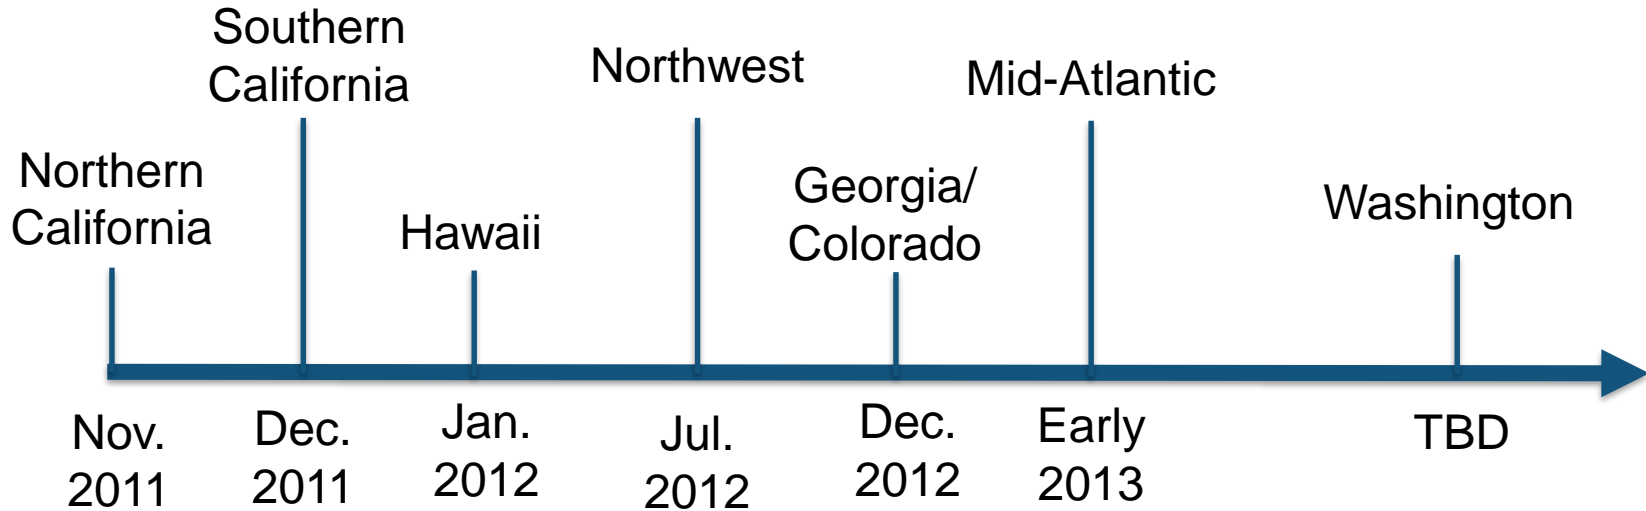 Northern
California
Southern
California
Hawaii
Northwest
Georgia/
Colorado
Mid-Atlantic
Washington
Nov.
2011
Dec.
2011
Jan.
2012
Jul.
2012
Dec.
2012
Early
2013
TBD